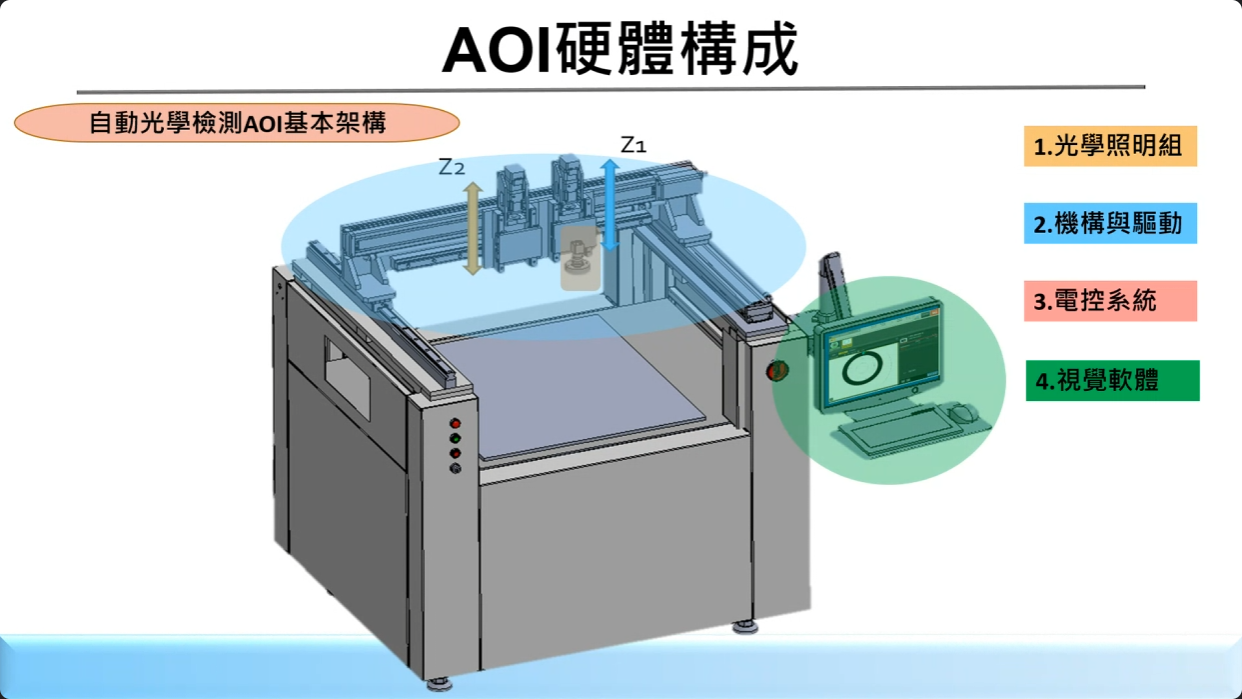 AOI硬體構成
自動光學檢測AOI基本架構
Z1
Z2
1.光學照明組
2.機構與驅動
3.電控系統
4.視覺軟體